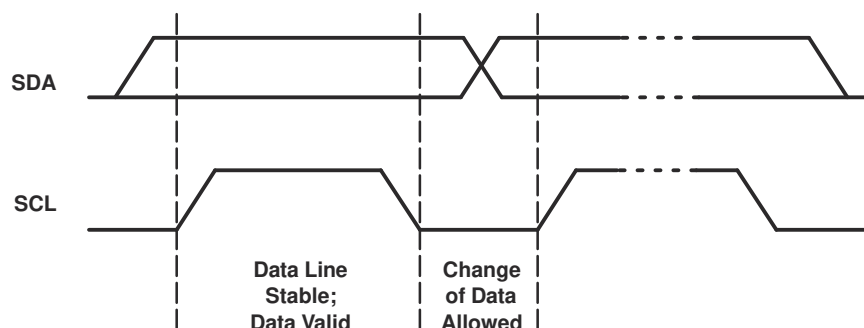 SDA
SCL
Data Line
Stable;
Data Valid
Change
of Data
Allowed